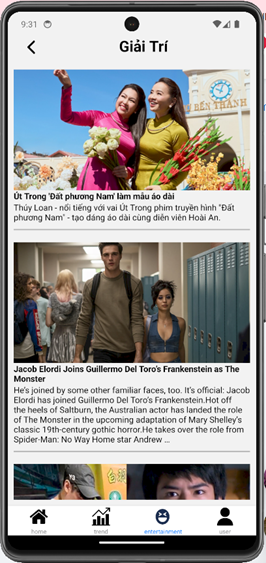 9:31
Giải Trí
BẾN THÀNH
Út Trong 'Đất phương Nam' làm mẫu áo dài
Thúy Loan - nổi tiếng với vai Út Trong phim truyền hình "Đất
phương Nam" - tạo dáng áo dài cùng diễn viên Hoài An.
Jacob Elordi Joins Guillermo Del Toro's Frankenstein as The
Monster
He's joined by some other familiar faces, too. It's official: Jacob
Elordi has joined Guillermo Del Toro's Frankenstein.Hot off
the heels of Saltburn, the Australian actor has landed the role
of The Monster in the upcoming adaptation of Mary Shelley's
classic 19th-century gothic horror.He takes over the role from
Spider-Man: No Way Home star Andrew ...
home
trend
entertainment
user